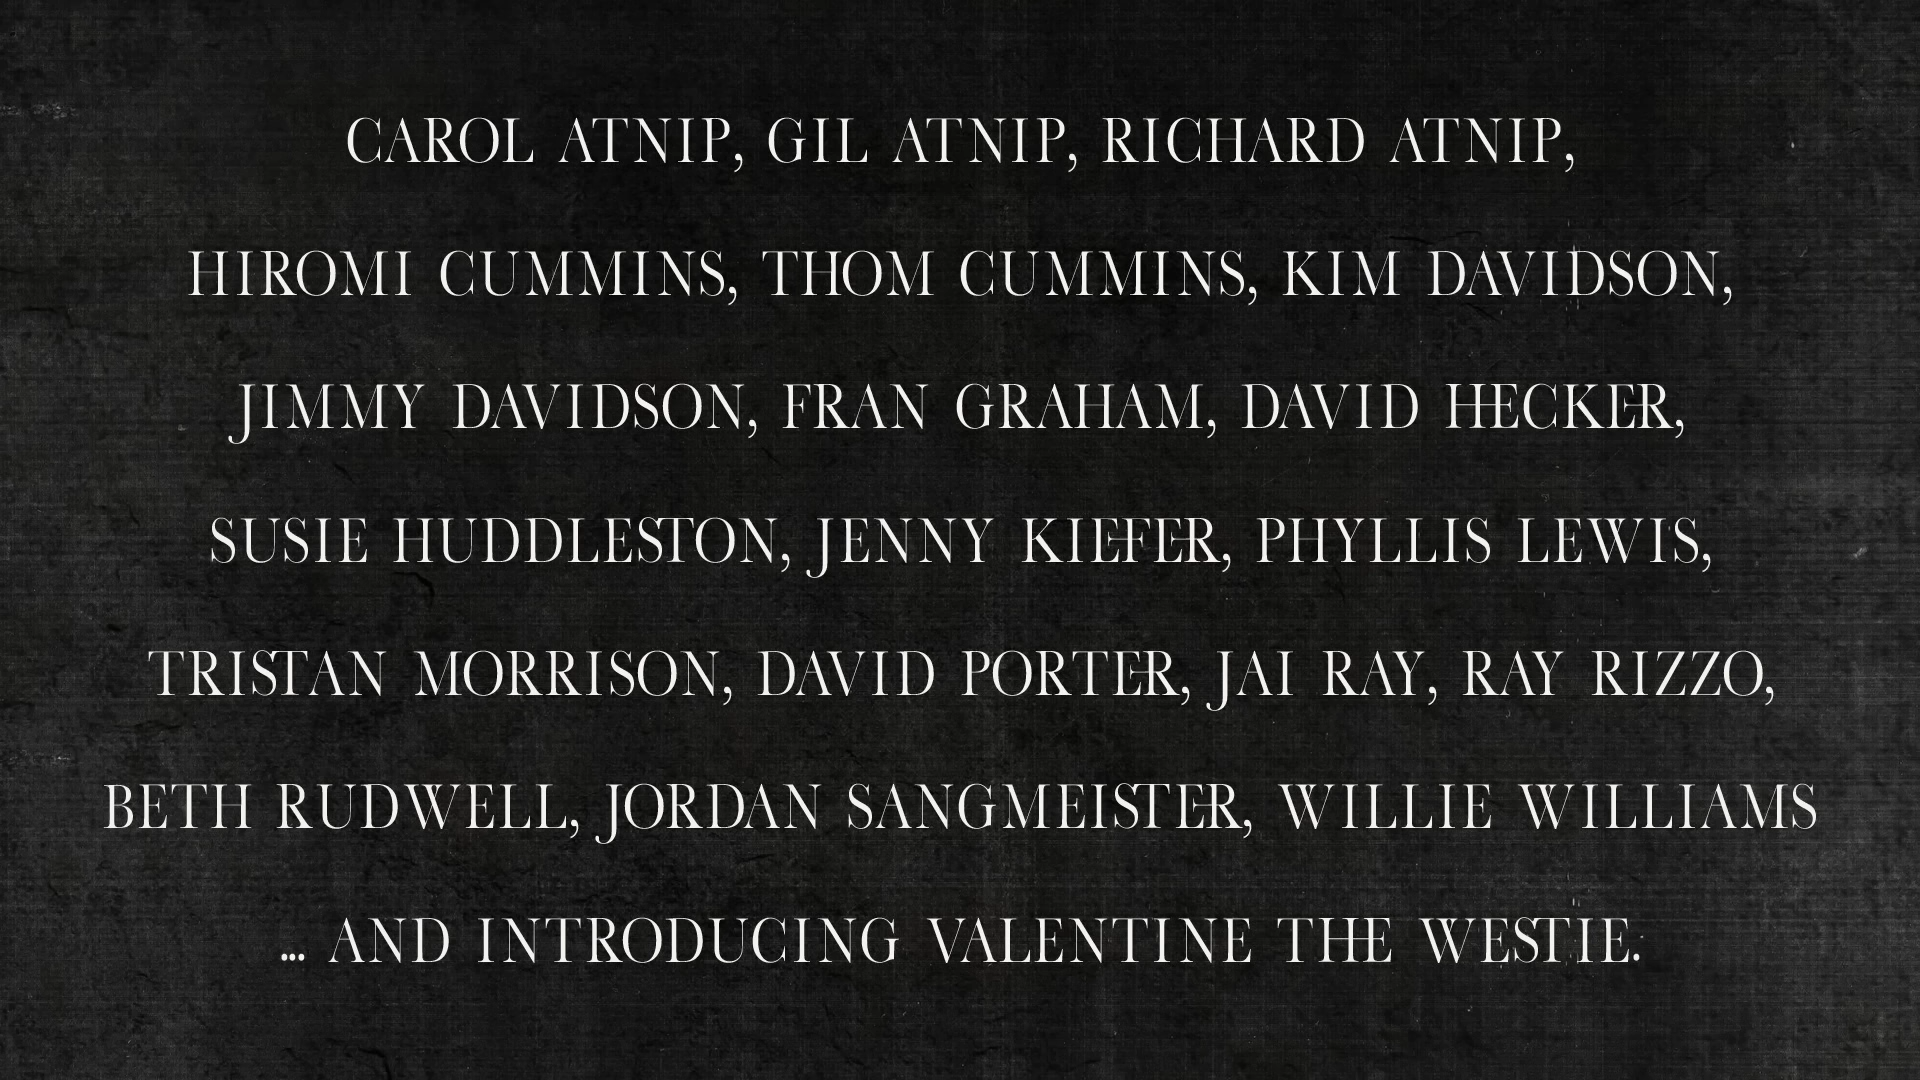 CAROL ATNIP, GIL ATNIP, RICHARD ATNIP,
HIROMI CUMMINS, THOM CUMMINS, KIM DAVIDSON,
JIMMY DAVIDSON, FRAN GRAHAM, DAVID HECKER,
SUSIE HUDDLESTON, JENNY KIEFER, PHYLLIS LEWIS,
TRISTAN MORRISON, DAVID PORTER, JAI RAY, RAY RIZZO,
BETH RUDWELL, JORDAN SANGMEISTER, WILLIE WILLIAMS
... AND INTRODUCING VALENTINE THE WESTIE.